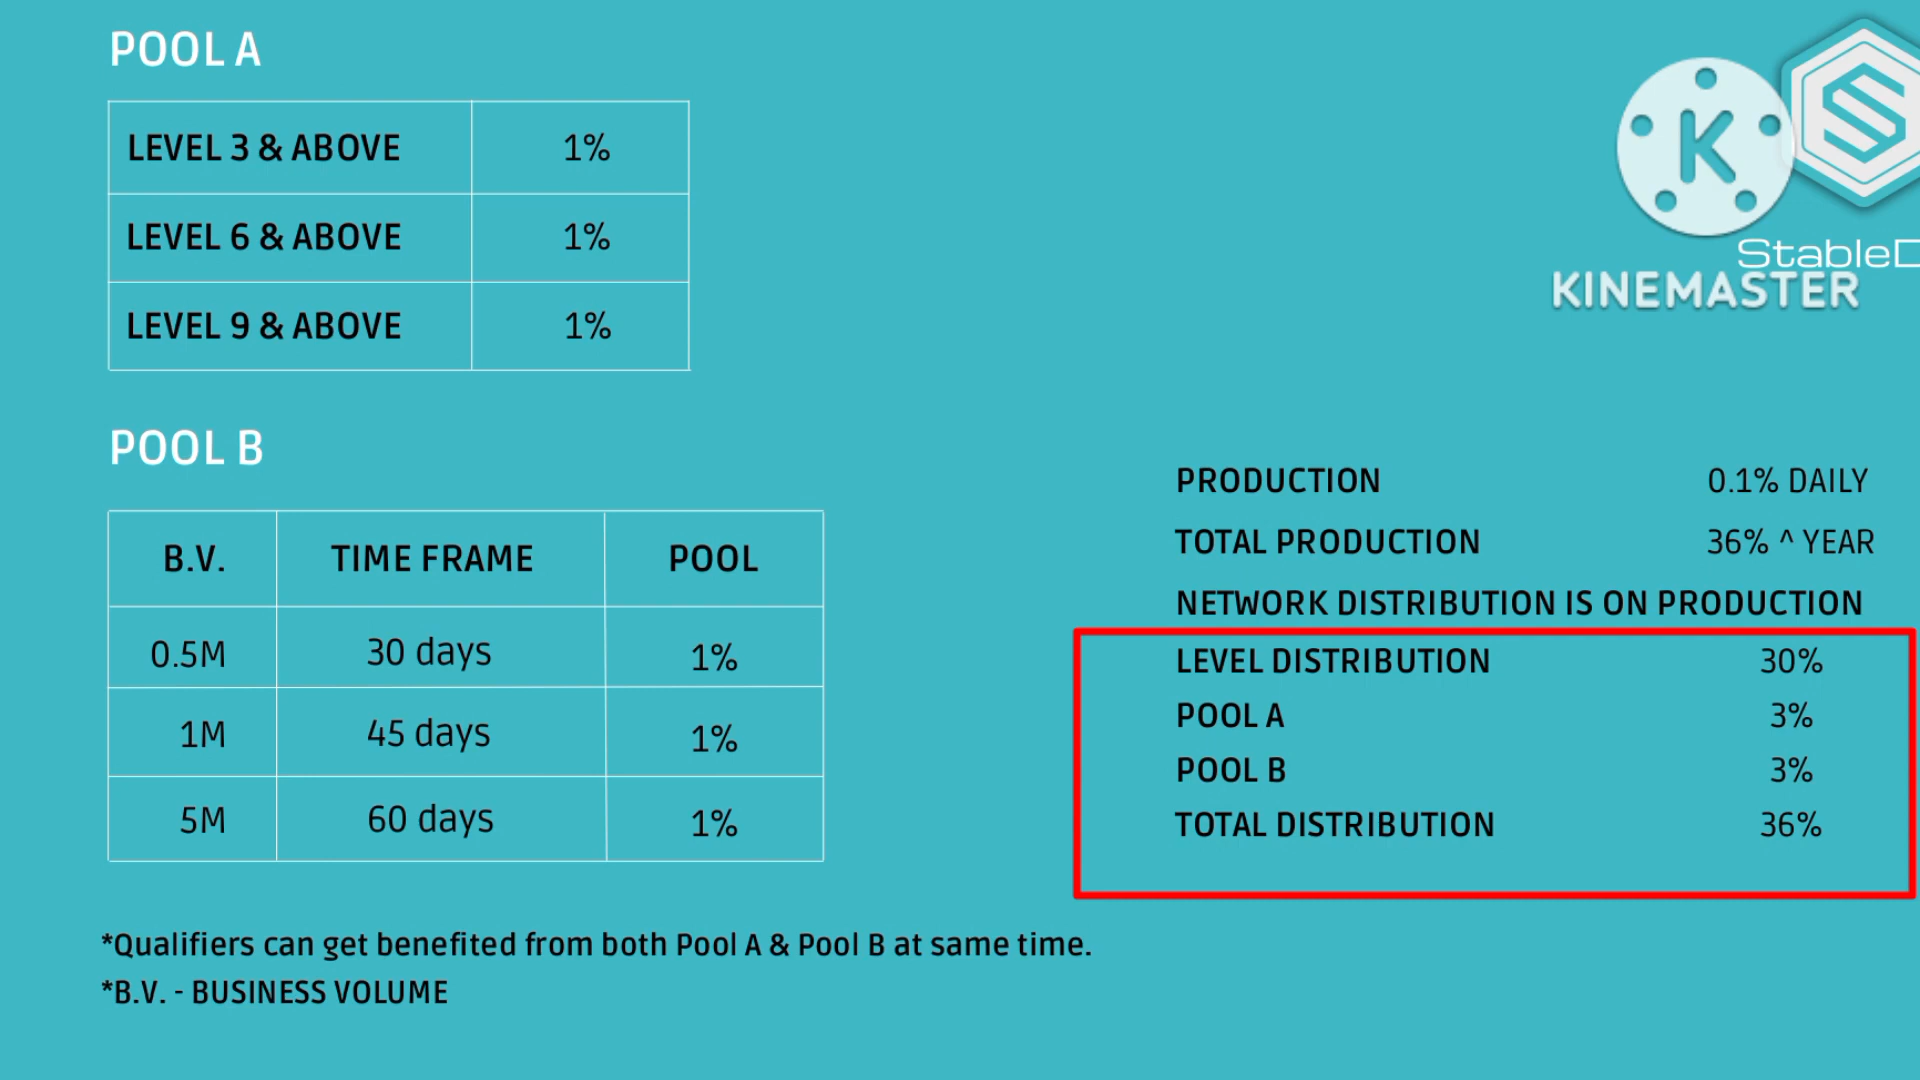 POOL A
LEVEL 3 & ABOVE 1%
LEVEL 6 & ABOVE 1%
LEVEL 9 & ABOVE 1%
POOL B
B.V. TIME FRAME POOL
0.5M 30 days 1%
1M 45 days 1%
5M 60 days 1%
*Qualifiers can get benefited from both Pool A & Pool B at same time.
*B.V. - BUSINESS VOLUME
K
S
StableD
KINEMASTER
PRODUCTION 0.1% DAILY
TOTAL PRODUCTION 36% ^ YEAR
NETWORK DISTRIBUTION IS ON PRODUCTION
LEVEL DISTRIBUTION 30%
POOL A 3%
POOL B 3%
TOTAL DISTRIBUTION 36%